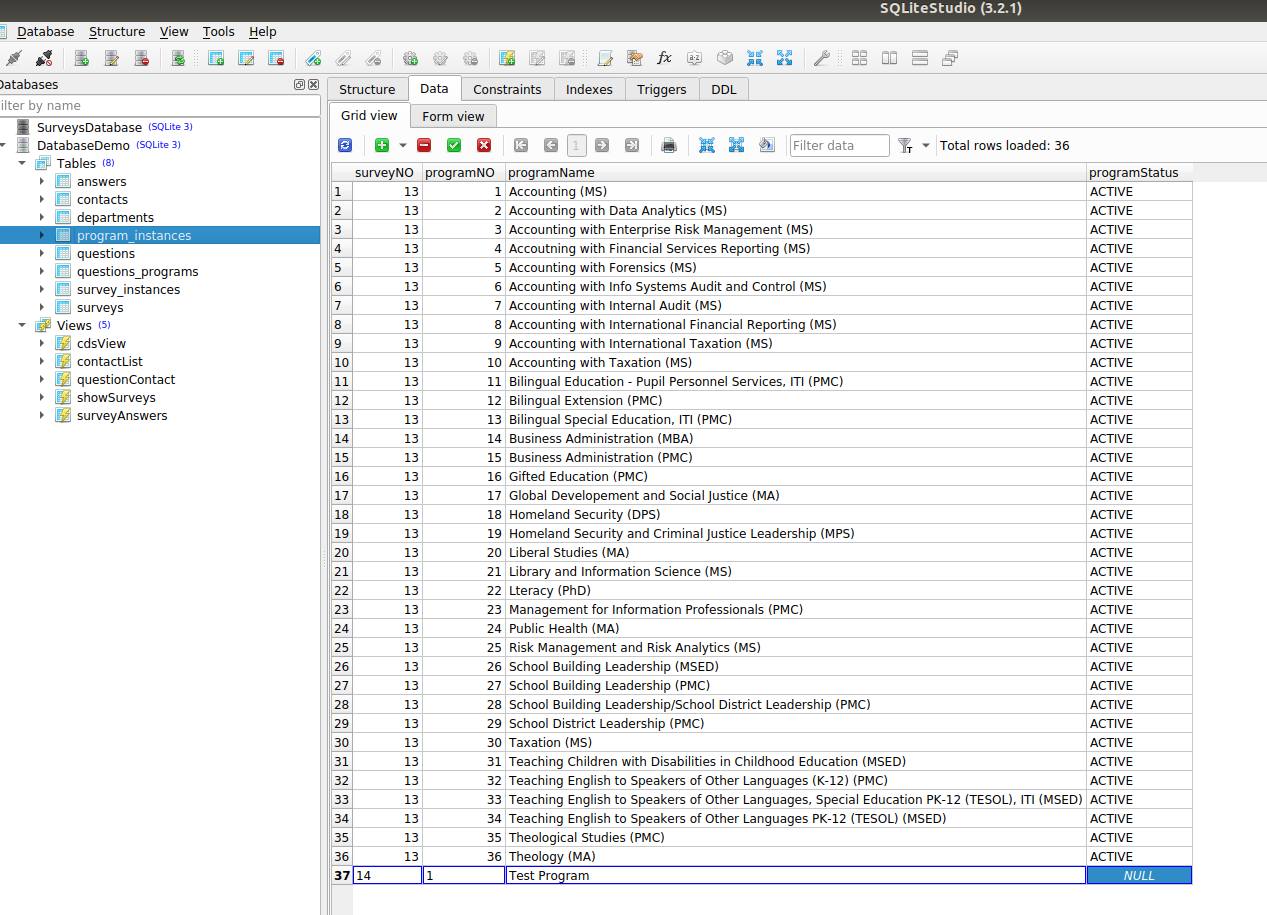 SQLiteStudio (3.2.1)
Database Structure View Tools Help
Databases
ilter by name
SurveysDatabase (SQLite 3)
DatabaseDemo (SQLite 3)
Tables (8)
answers
contacts
departments
program_instances
questions
questions_programs
survey_instances
surveys
Views (5)
cdsView
contactList
questionContact
showSurveys
surveyAnswers
Structure Data Constraints Indexes Triggers DDL
Grid view Form view
1 Filter data Total rows loaded: 36
surveyNO programNO programName programStatus
1 13 1 Accounting (MS) ACTIVE
2 13 2 Accounting with Data Analytics (MS) ACTIVE
3 13 3 Accounting with Enterprise Risk Management (MS) ACTIVE
4 13 4 Accoutning with Financial Services Reporting (MS) ACTIVE
5 13 5 Accounting with Forensics (MS) ACTIVE
6 13 6 Accounting with Info Systems Audit and Control (MS) ACTIVE
7 13 7 Accounting with Internal Audit (MS) ACTIVE
8 13 8 Accounting with International Financial Reporting (MS) ACTIVE
9 13 9 Accounting with International Taxation (MS) ACTIVE
10 13 10 Accounting with Taxation (MS) ACTIVE
11 13 11 Bilingual Education - Pupil Personnel Services, ITI (PMC) ACTIVE
12 13 12 Bilingual Extension (PMC) ACTIVE
13 13 13 Bilingual Special Education, ITI (PMC) ACTIVE
14 13 14 Business Administration (MBA) ACTIVE
15 13 15 Business Administration (PMC) ACTIVE
16 13 16 Gifted Education (PMC) ACTIVE
17 13 17 Global Developement and Social Justice (MA) ACTIVE
18 13 18 Homeland Security (DPS) ACTIVE
19 13 19 Homeland Security and Criminal Justice Leadership (MPS) ACTIVE
20 13 20 Liberal Studies (MA) ACTIVE
21 13 21 Library and Information Science (MS) ACTIVE
22 13 22 Lteracy (PhD) ACTIVE
23 13 23 Management for Information Professionals (PMC) ACTIVE
24 13 24 Public Health (MA) ACTIVE
25 13 25 Risk Management and Risk Analytics (MS) ACTIVE
26 13 26 School Building Leadership (MSED) ACTIVE
27 13 27 School Building Leadership (PMC) ACTIVE
28 13 28 School Building Leadership/School District Leadership (PMC) ACTIVE
29 13 29 School District Leadership (PMC) ACTIVE
30 13 30 Taxation (MS) ACTIVE
31 13 31 Teaching Children with Disabilities in Childhood Education (MSED) ACTIVE
32 13 32 Teaching English to Speakers of Other Languages (K-12) (PMC) ACTIVE
33 13 33 Teaching English to Speakers of Other Languages, Special Education PK-12 (TESOL), ITI (MSED) ACTIVE
34 13 34 Teaching English to Speakers of Other Languages PK-12 (TESOL) (MSED) ACTIVE
35 13 35 Theological Studies (PMC) ACTIVE
36 13 36 Theology (MA) ACTIVE
37 14 1 Test Program NULL